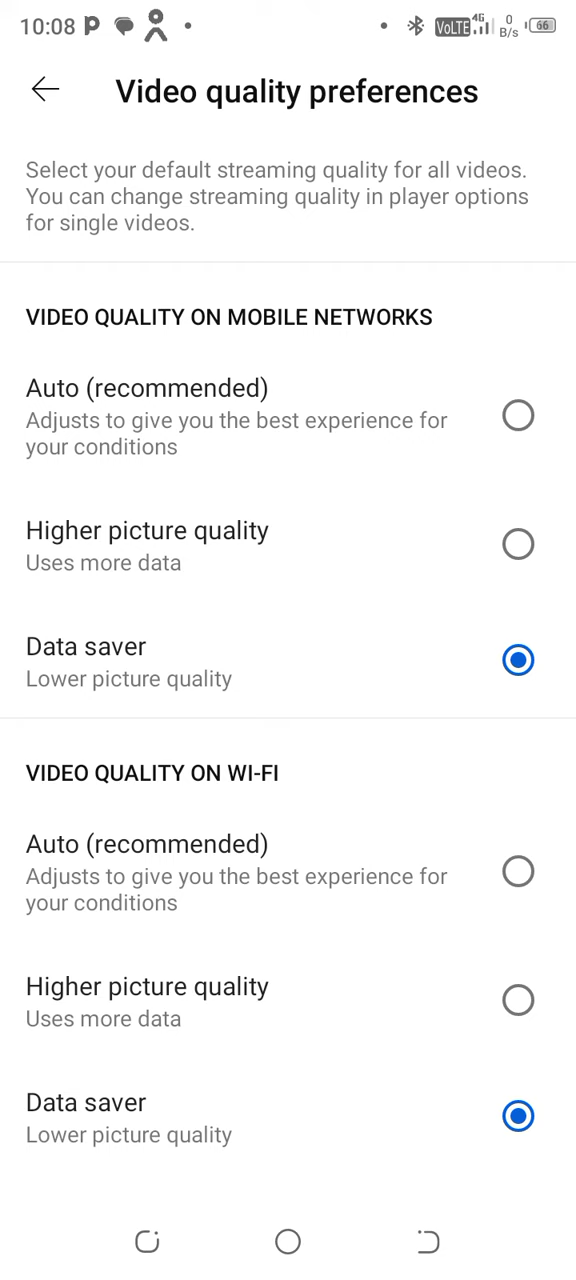 10:08
VoLTE 4G 0 B/s 66
Video quality preferences
Select your default streaming quality for all videos.
You can change streaming quality in player options
for single videos.
VIDEO QUALITY ON MOBILE NETWORKS
Auto (recommended)
Adjusts to give you the best experience for
your conditions
Higher picture quality
Uses more data
Data saver
Lower picture quality
VIDEO QUALITY ON WI-FI
Auto (recommended)
Adjusts to give you the best experience for
your conditions
Higher picture quality
Uses more data
Data saver
Lower picture quality